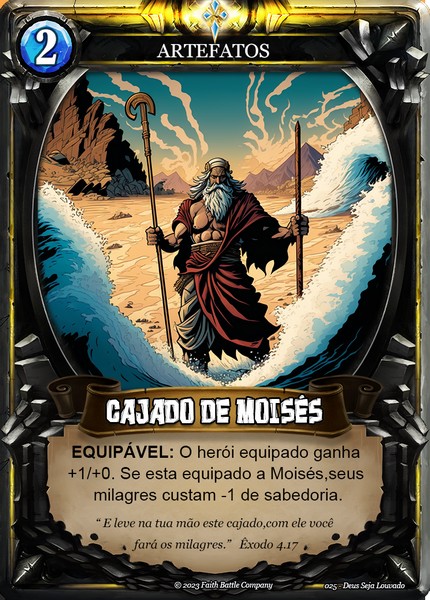 2
ARTEFATOS
CAJADO DE MOISÉS
EQUIPÁVEL: O herói equipado ganha
+1/+0. Se esta equipado a Moisés,seus
milagres custam -1 de sabedoria.
“E leve na tua mão este cajado,com ele você
fará os milagres.” Êxodo 4.17
© 2023 Faith Battle Company
025 - Deus Seja Louvado